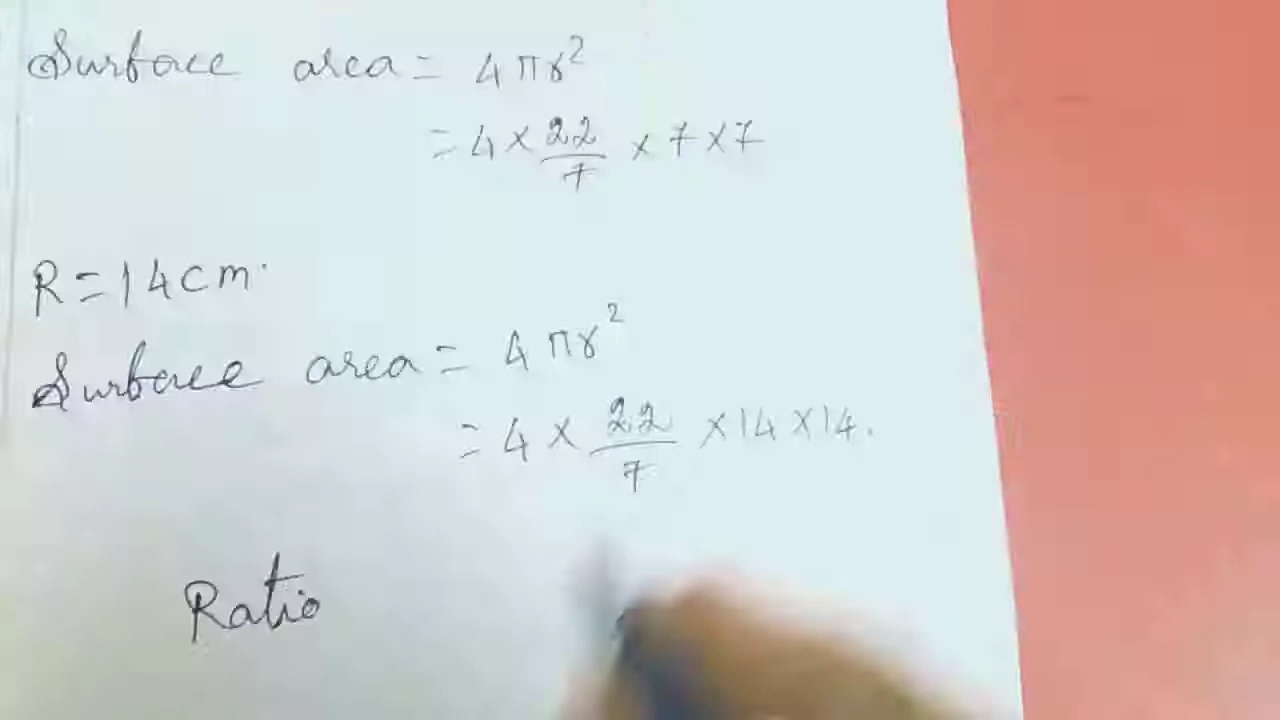 Surface area = 4πr²
= 4 × 22/7 × 7 × 7
R = 14 cm.
Surface area = 4πr²
= 4 × 22/7 × 14 × 14.
Ratio